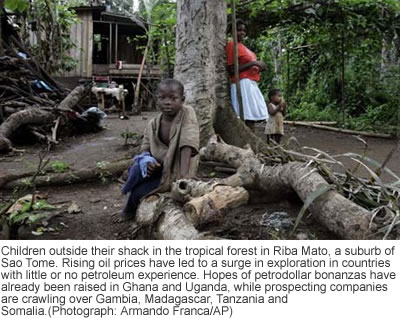 Children outside their shack in the tropical forest in Riba Mato, a suburb of
Sao Tome. Rising oil prices have led to a surge in exploration in countries
with little or no petroleum experience. Hopes of petrodollar bonanzas have
already been raised in Ghana and Uganda, while prospecting companies
are crawling over Gambia, Madagascar, Tanzania and
Somalia.(Photograph: Armando Franca/AP)